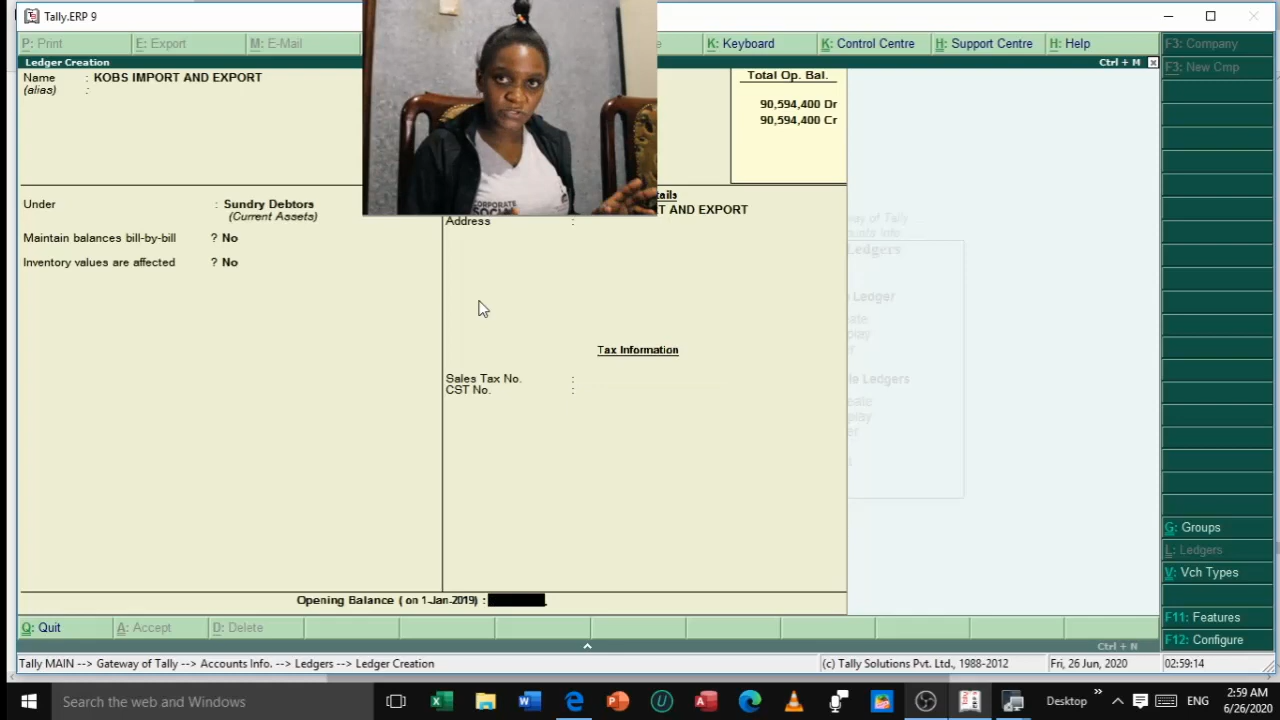 Tally.ERP 9
P: Print E: Export M: E-Mail K: Keyboard K: Control Centre H: Support Centre H: Help F3: Company
Ledger Creation Ctrl + M
F3: New Cmp
Name : KOBS IMPORT AND EXPORT
(alias) :
Total Op. Bal.
90,594,400 Dr
90,594,400 Cr
Under : Sundry Debtors
(Current Assets)
Maintain balances bill-by-bill ? No
Inventory values are affected ? No
AND EXPORT
Address :
Tax Information
Sales Tax No. :
CST No. :
Ledgers
Ledger
Ledgers
G: Groups
L: Ledgers
V: Vch Types
F11: Features
F12: Configure
Opening Balance ( on 1-Jan-2019) :
Q: Quit A: Accept D: Delete
Ctrl + N
Tally MAIN --> Gateway of Tally --> Accounts Info. --> Ledgers --> Ledger Creation (c) Tally Solutions Pvt. Ltd., 1988-2012 Fri, 26 Jun, 2020 02:59:14
Search the web and Windows Desktop ENG 2:59 AM
6/26/2020
CORPORATE